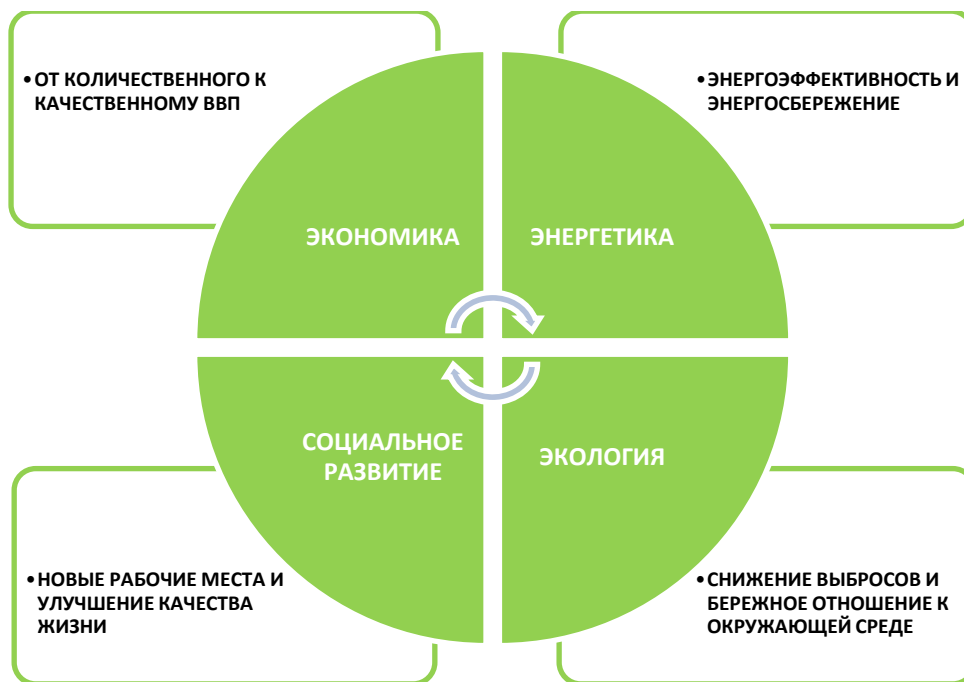 •ОТ КОЛИЧЕСТВЕННОГО К
КАЧЕСТВЕННОМУ ВВП
•ЭНЕРГОЭФФЕКТИВНОСТЬ И
ЭНЕРГОСБЕРЕЖЕНИЕ
ЭКОНОМИКА
ЭНЕРГЕТИКА
СОЦИАЛЬНОЕ
РАЗВИТИЕ
ЭКОЛОГИЯ
•НОВЫЕ РАБОЧИЕ МЕСТА И
УЛУЧШЕНИЕ КАЧЕСТВА
ЖИЗНИ
•СНИЖЕНИЕ ВЫБРОСОВ И
БЕРЕЖНОЕ ОТНОШЕНИЕ К
ОКРУЖАЮЩЕЙ СРЕДЕ